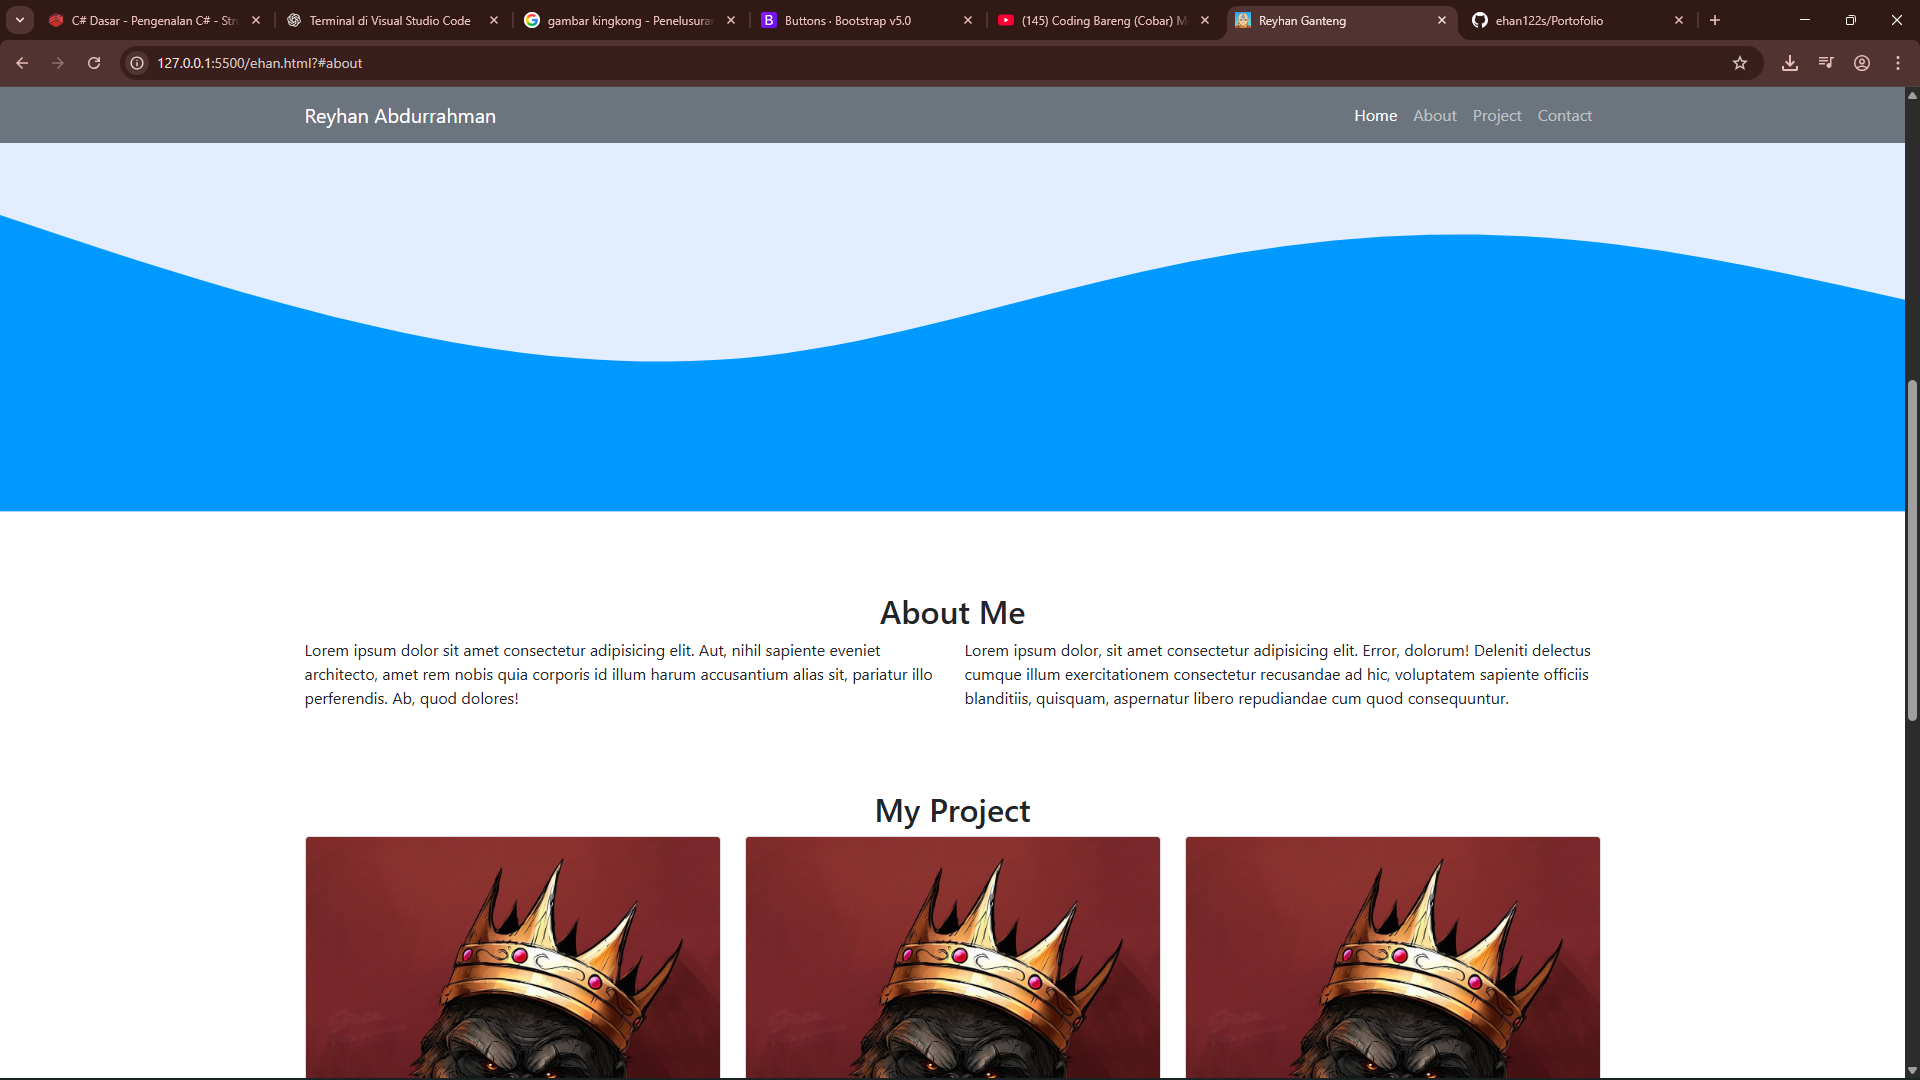 C# Dasar - Pengenalan C# - Str
Terminal di Visual Studio Code
gambar kingkong - Penelusuran
Buttons · Bootstrap v5.0
(145) Coding Bareng (Cobar) M
Reyhan Ganteng
ehan122s/Portofolio
127.0.0.1:5500/ehan.html?#about
Reyhan Abdurrahman
Home
About
Project
Contact
About Me
Lorem ipsum dolor sit amet consectetur adipisicing elit. Aut, nihil sapiente eveniet
architecto, amet rem nobis quia corporis id illum harum accusantium alias sit, pariatur illo
perferendis. Ab, quod dolores!
Lorem ipsum dolor, sit amet consectetur adipisicing elit. Error, dolorum! Deleniti delectus
cumque illum exercitationem consectetur recusandae ad hic, voluptatem sapiente officiis
blanditiis, quisquam, aspernatur libero repudiandae cum quod consequuntur.
My Project